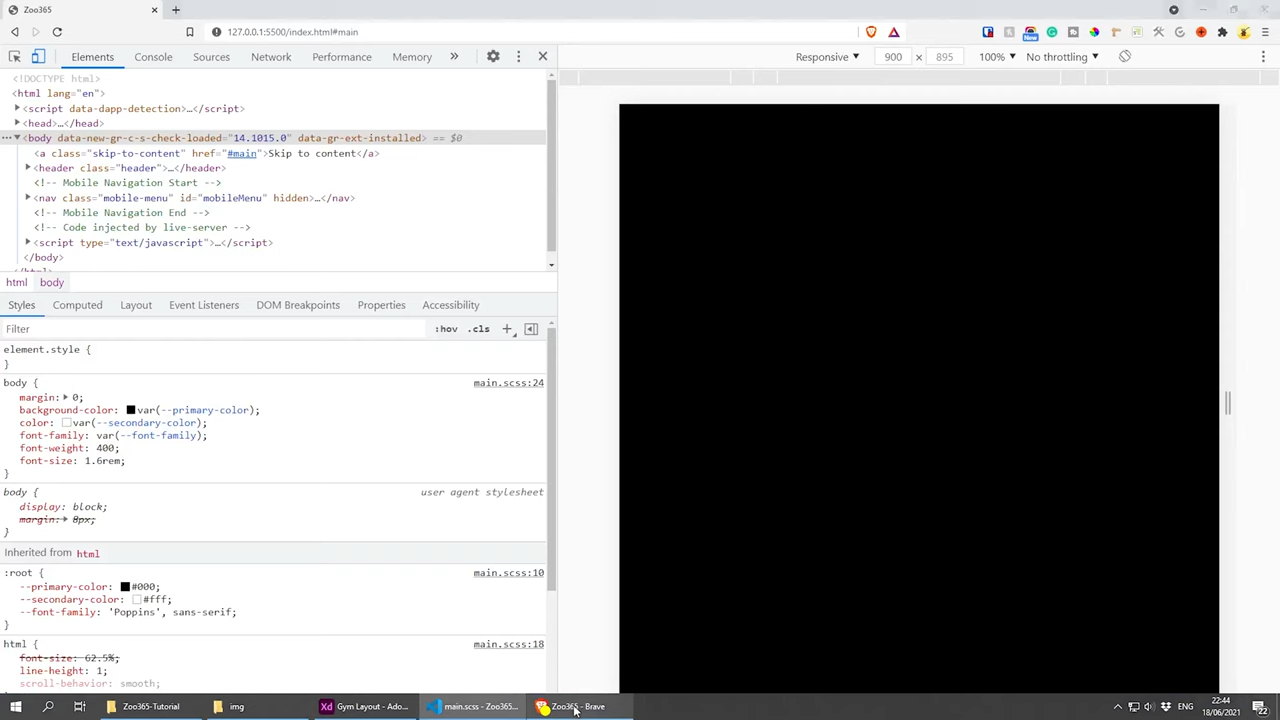 Zoo365
127.0.0.1:5500/index.html#main
New
Elements Console Sources Network Performance Memory
Responsive 900 × 895 100% No throttling
<!DOCTYPE html>
<html lang="en">
<script data-dapp-detection>…</script>
<head>…</head>
<body data-new-gr-c-s-check-loaded="14.1015.0" data-gr-ext-installed> == $0
<a class="skip-to-content" href="#main">Skip to content</a>
<header class="header">…</header>
<!-- Mobile Navigation Start -->
<nav class="mobile-menu" id="mobileMenu" hidden>…</nav>
<!-- Mobile Navigation End -->
<!-- Code injected by live-server -->
<script type="text/javascript">…</script>
</body>
</html>
html body
Styles Computed Layout Event Listeners DOM Breakpoints Properties Accessibility
Filter :hov .cls
element.style {
}
body { main.scss:24
margin: 0;
background-color: var(--primary-color);
color: var(--secondary-color);
font-family: var(--font-family);
font-weight: 400;
font-size: 1.6rem;
}
body { user agent stylesheet
display: block;
margin: 8px;
}
Inherited from html
:root { main.scss:10
--primary-color: #000;
--secondary-color: #fff;
--font-family: 'Poppins', sans-serif;
}
html { main.scss:18
font-size: 62.5%;
line-height: 1;
scroll-behavior: smooth;
Zoo365-Tutorial img Gym Layout - Ado... main.scss - Zoo365... Zoo365 - Brave
22:44
18/06/2021
22